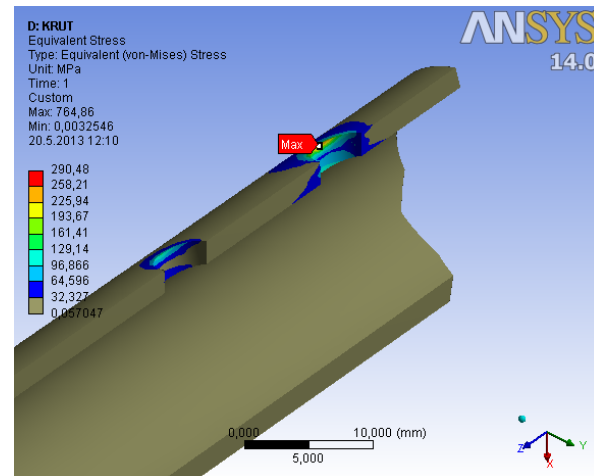 D: KRUT
Equivalent Stress
Type: Equivalent (von-Mises) Stress
Unit: MPa
Time: 1
Custom
Max: 764,86
Min: 0,0032546
20.5.2013 12:10
ANSYS
14.0
Max
290,48
258,21
225,94
193,67
161,41
129,14
96,866
64,596
32,327
0,057047
0,000 10,000 (mm)
5,000
Z Y
X